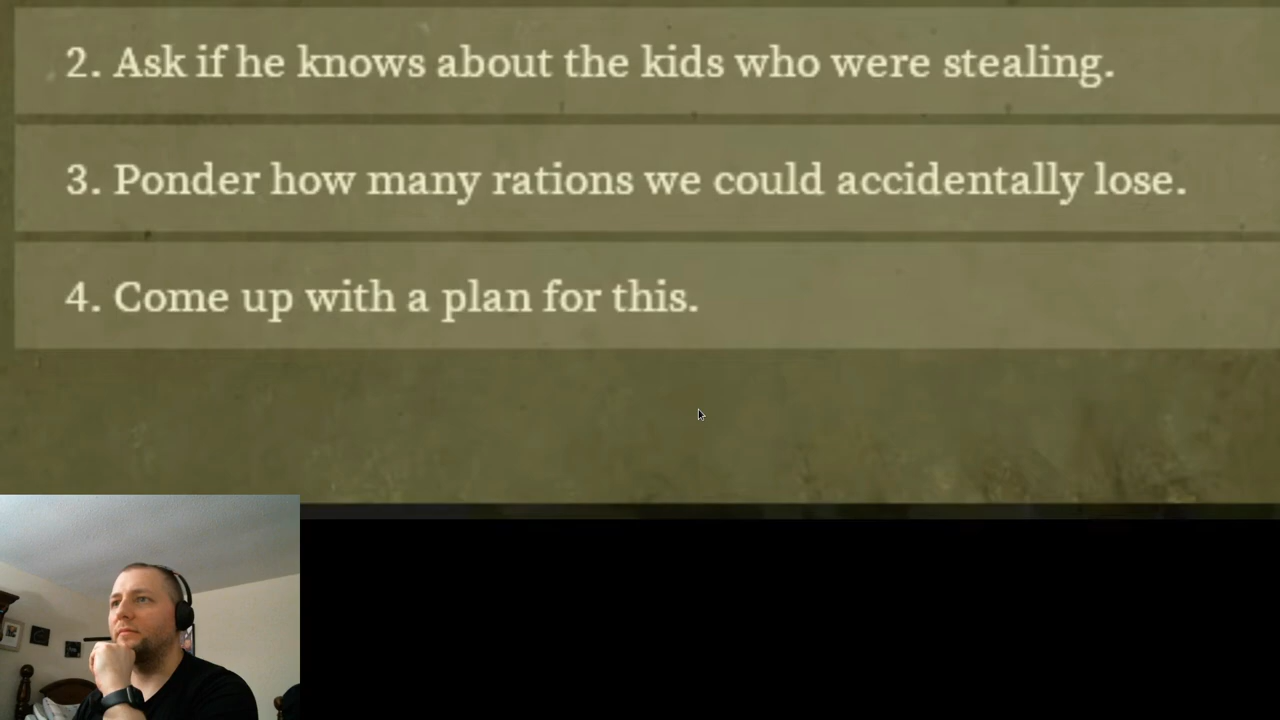 2. Ask if he knows about the kids who were stealing.
3. Ponder how many rations we could accidentally lose.
4. Come up with a plan for this.